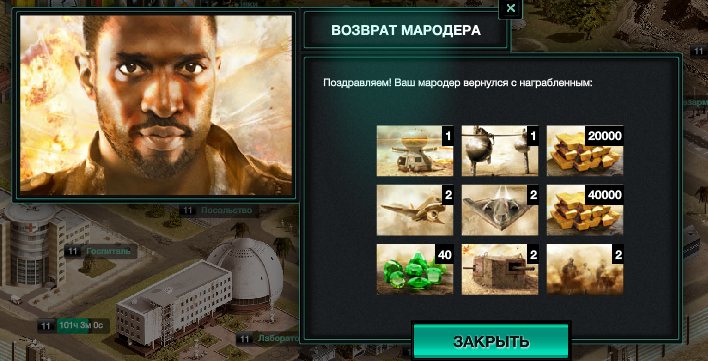 ВОЗВРАТ МАРОДЕРА
11
Поздравляем! Ваш мародер вернулся с награбленным:
1
1
20000
2
2
40000
40
2
2
11 Посольство
11 Госпиталь
11 101ч 3м 0с
11
ЗАКРЫТЬ